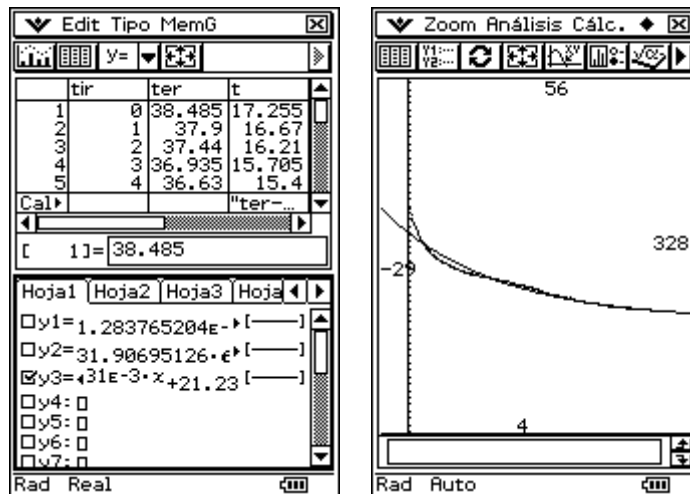 Edit Tipo MemG
y=
tir ter t
1 0 38.485 17.255
2 1 37.9 16.67
3 2 37.44 16.21
4 3 36.935 15.705
5 4 36.63 15.4
Cal "ter-...
[ 1]= 38.485
Hoja1 Hoja2 Hoja3 Hoja
y1=1.283765204E-
y2=31.90695126·e
y3=31E-3·x+21.23
y4:
y5:
y6:
y7:
Rad Real
Zoom Análisis Cálc.
Y1:
Y2:
56
328
-29
4
Rad Auto